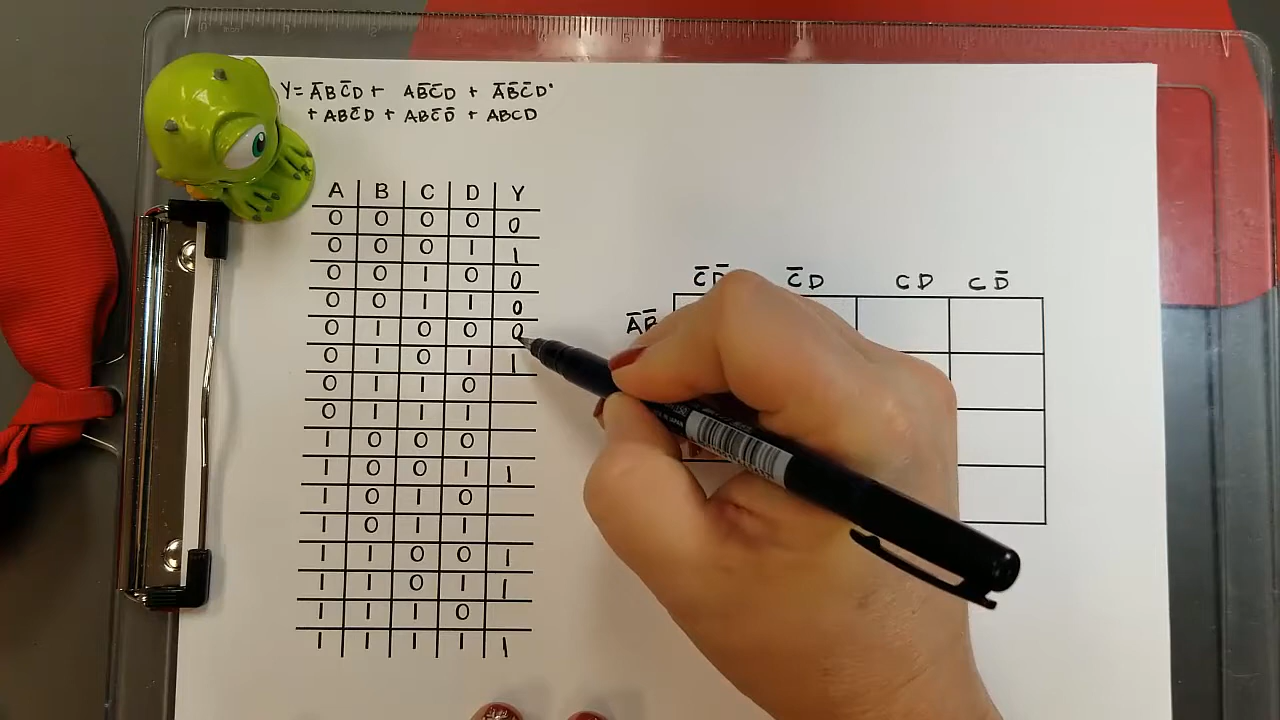 Y = A̅BC̅D + AB̅C̅D + A̅B̅C̅D
+ ABC̅D + ABC̅D̅ + ABCD
A B C D Y
0 0 0 0 0
0 0 0 1 1
0 0 1 0 0
0 0 1 1 0
0 1 0 0 0
0 1 0 1 1
0 1 1 0
0 1 1 1
1 0 0 0
1 0 0 1 1
1 0 1 0
1 0 1 1
1 1 0 0 1
1 1 0 1 1
1 1 1 0
1 1 1 1 1
C̅D̅ C̅D CD CD̅
A̅B̅